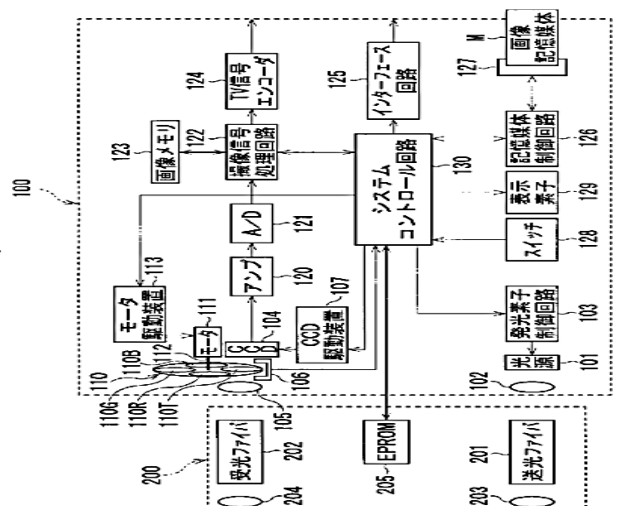 100
モータ
駆動装置
113
画像メモリ
123
TV信号
エンコーダ
124
110
110G
110B
110R
110T
112
モータ
111
アンプ
120
A/D
121
撮像信号
処理回路
122
CCD
104
105
106
CCD
駆動装置
107
システム
コントロール回路
130
インターフェース
回路
125
画像
記憶媒体
M
127
記憶媒体
制御回路
126
表示
素子
129
スイッチ
128
発光素子
制御回路
103
光
源
101
102
200
受光ファイバ
202
204
EPROM
205
送光ファイバ
201
203